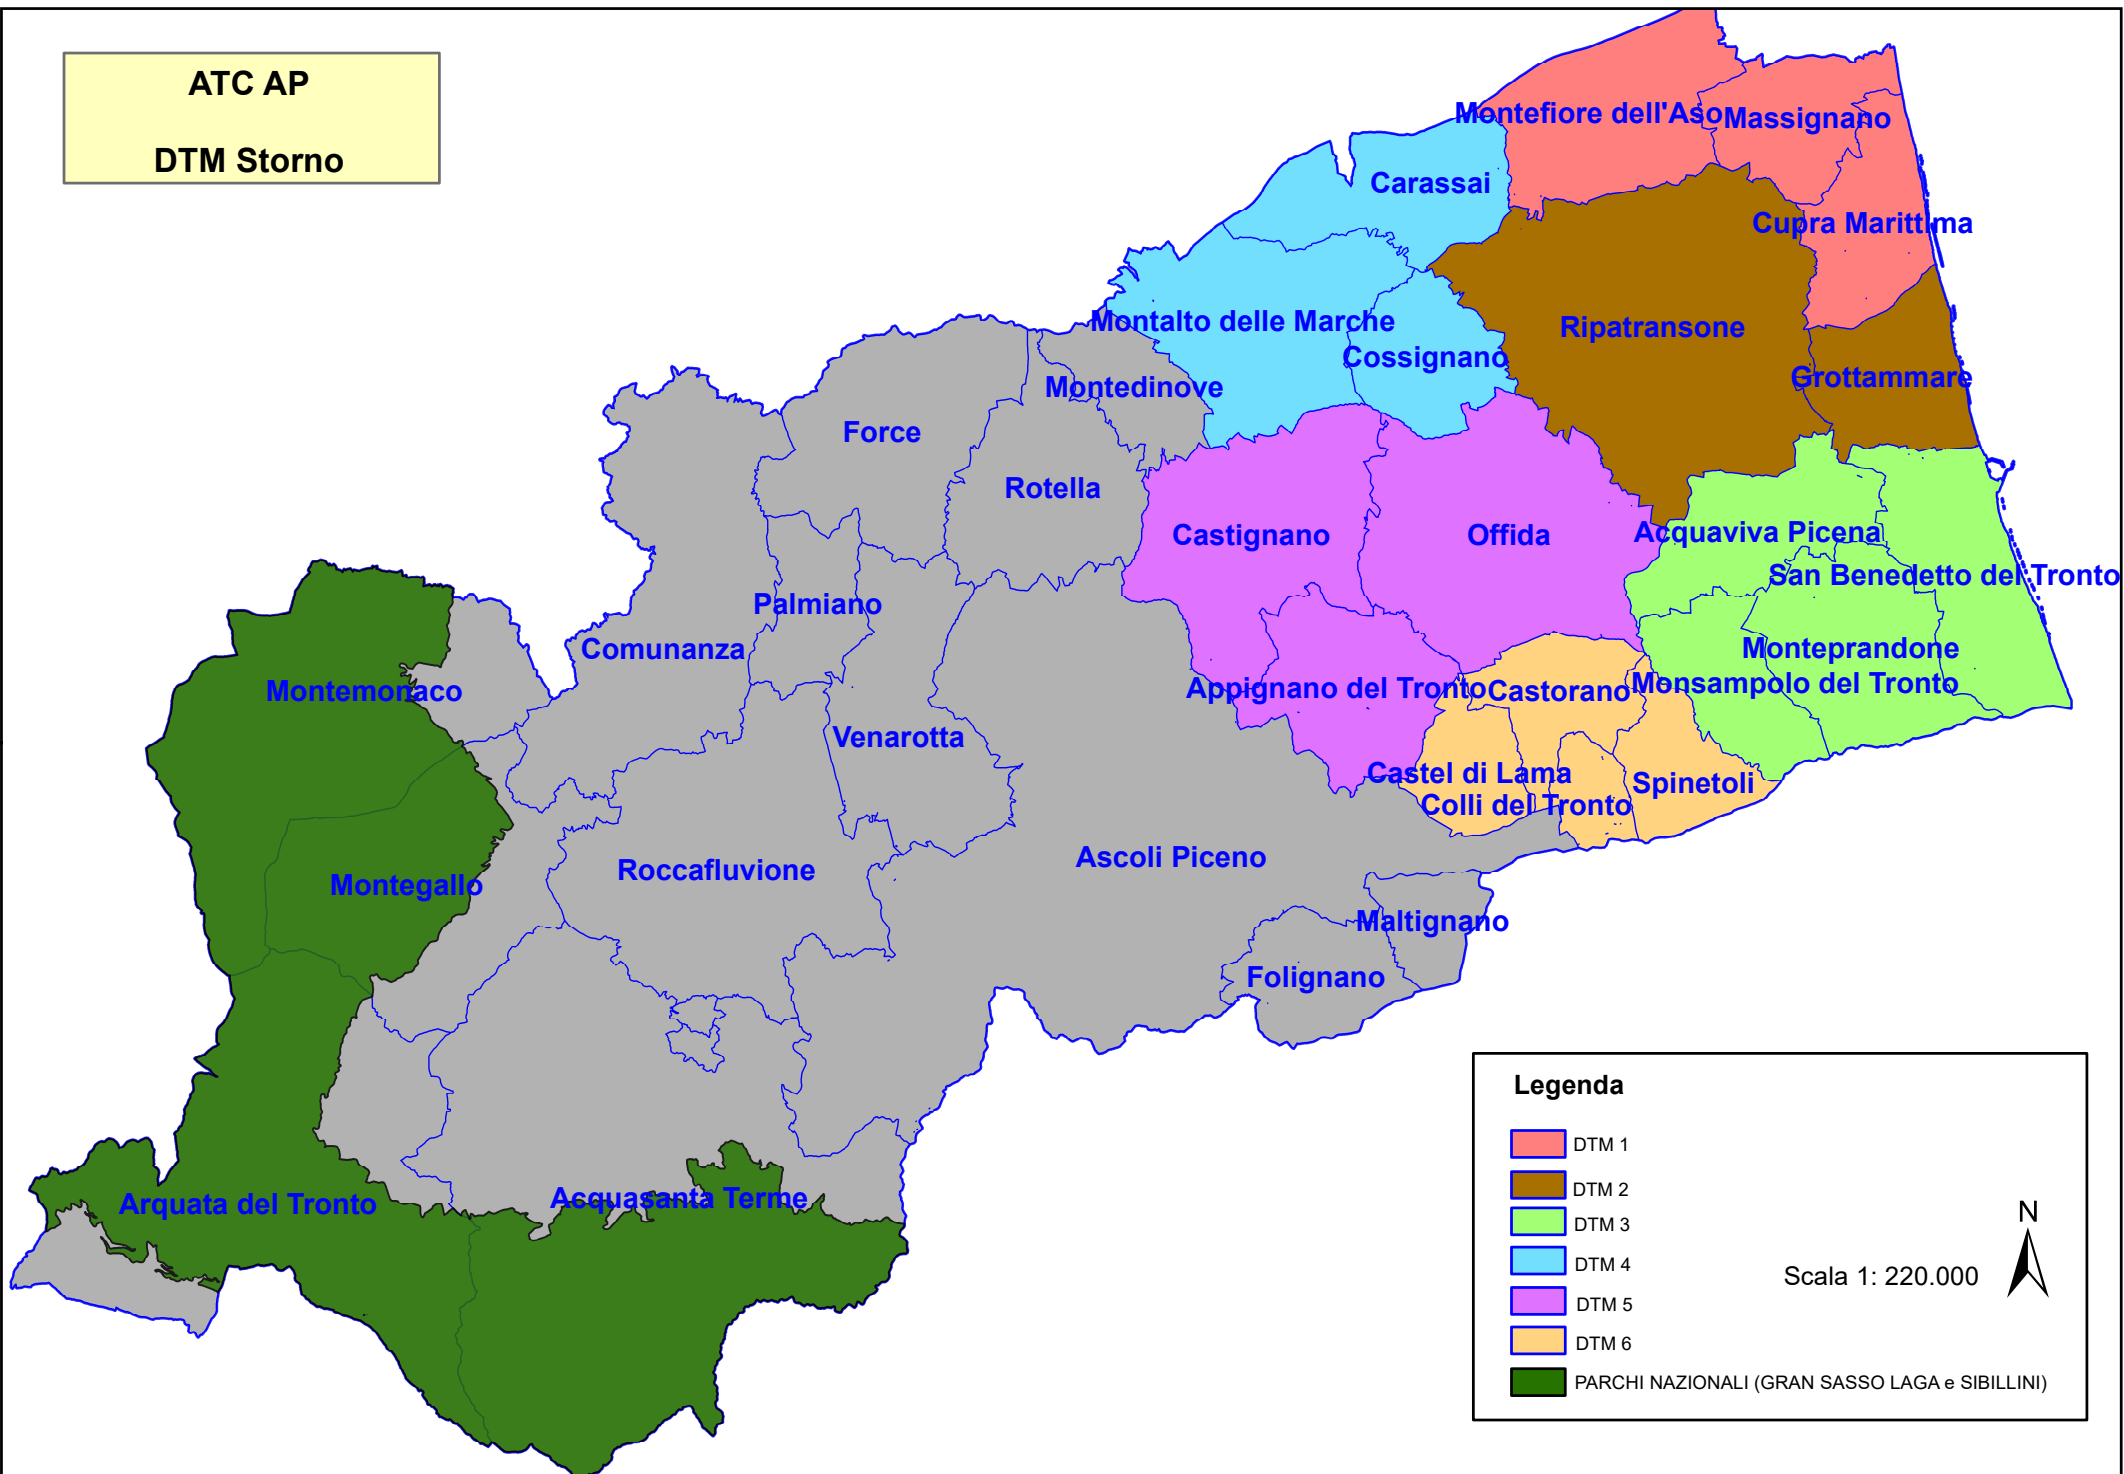 ATC AP
DTM Storno
Montefiore dell'Aso
Massignano
Carassai
Cupra Marittima
Montalto delle Marche
Ripatransone
Cossignano
Grottammare
Montedinove
Force
Rotella
Castignano
Offida
Acquaviva Picena
San Benedetto del Tronto
Palmiano
Comunanza
Monteprandone
Monsampolo del Tronto
Appignano del Tronto
Castorano
Montemonaco
Venarotta
Castel di Lama
Spinetoli
Colli del Tronto
Ascoli Piceno
Roccafluvione
Montegallo
Maltignano
Folignano
Acquasanta Terme
Arquata del Tronto
Legenda
DTM 1
DTM 2
DTM 3
DTM 4
DTM 5
DTM 6
PARCHI NAZIONALI (GRAN SASSO LAGA e SIBILLINI)
N
Scala 1: 220.000